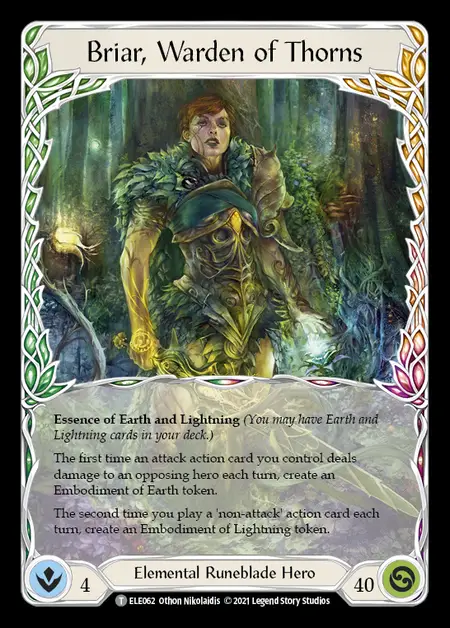 Briar, Warden of Thorns
Essence of Earth and Lightning (You may have Earth and
Lightning cards in your deck.)
The first time an attack action card you control deals
damage to an opposing hero each turn, create an
Embodiment of Earth token.
The second time you play a 'non-attack' action card each
turn, create an Embodiment of Lightning token.
4 Elemental Runeblade Hero 40
T ELE062 Othon Nikolaidis © 2021 Legend Story Studios